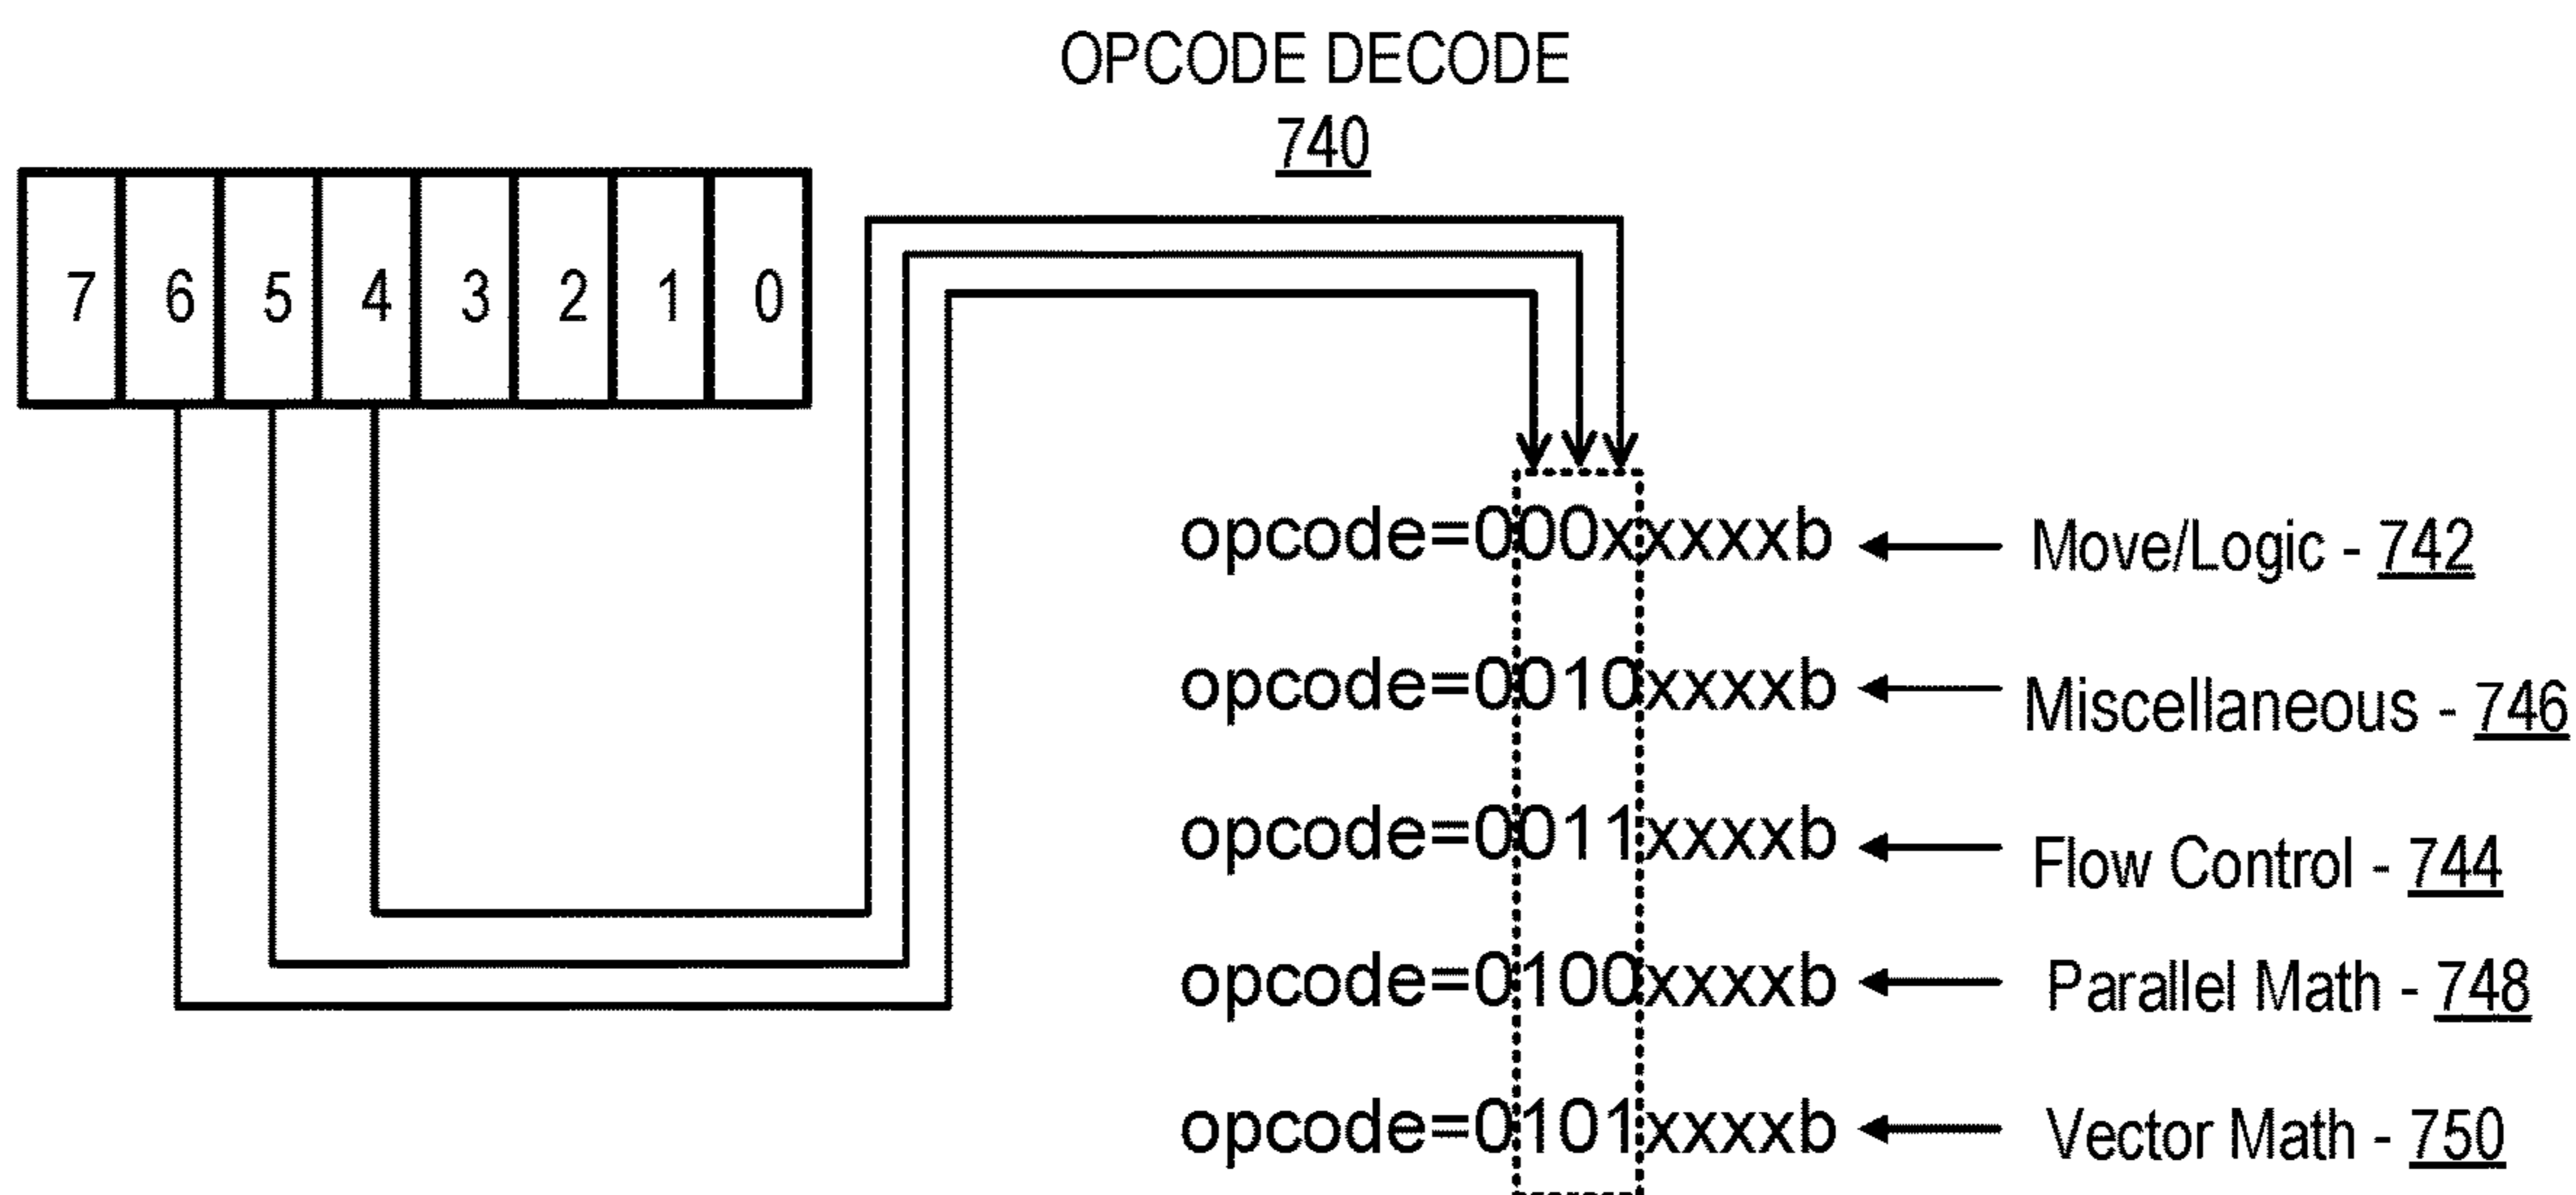 OPCODE DECODE
740
7 6 5 4 3 2 1 0
opcode=000xxxxxb Move/Logic - 742
opcode=0010xxxxb Miscellaneous - 746
opcode=0011xxxxb Flow Control - 744
opcode=0100xxxxb Parallel Math - 748
opcode=0101xxxxb Vector Math - 750